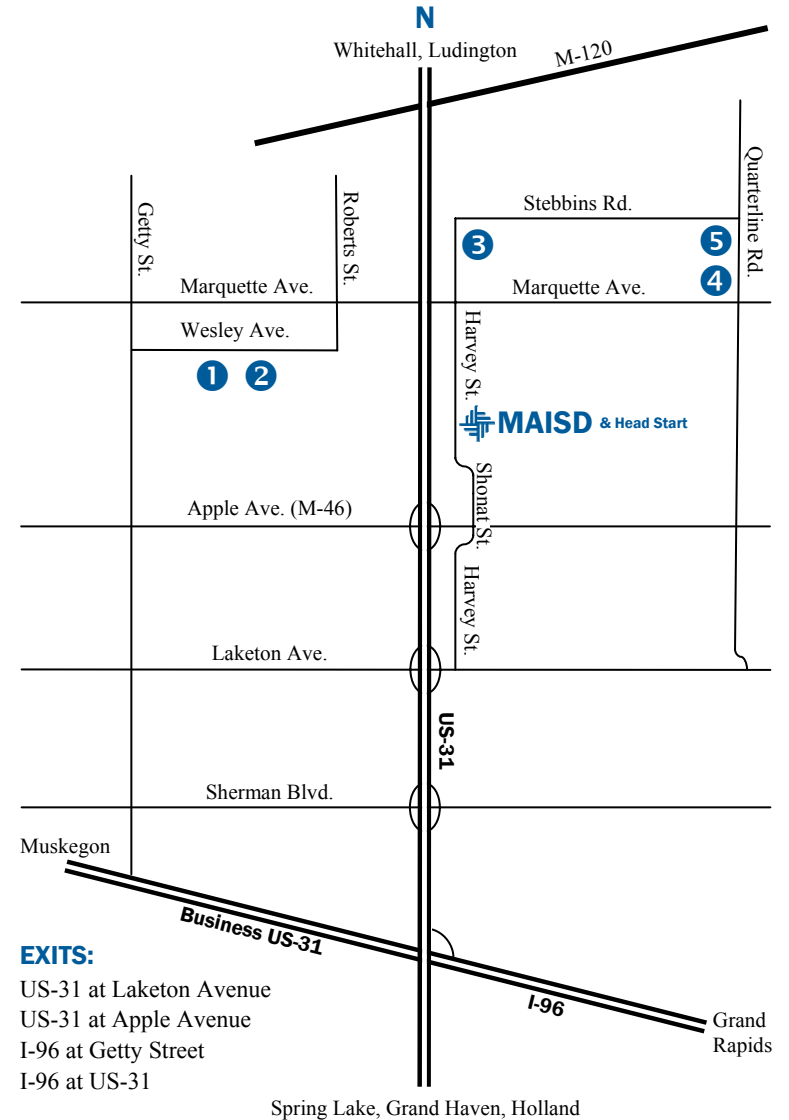 N
Whitehall, Ludington
M-120
Getty St.
Roberts St.
Stebbins Rd.
Quarterline Rd.
3
5
4
Marquette Ave.
Marquette Ave.
Wesley Ave.
1 2
Harvey St.
MAISD & Head Start
Shonat St.
Apple Ave. (M-46)
Harvey St.
Laketon Ave.
US-31
Sherman Blvd.
Muskegon
Business US-31
I-96
Grand
Rapids
EXITS:
US-31 at Laketon Avenue
US-31 at Apple Avenue
I-96 at Getty Street
I-96 at US-31
Spring Lake, Grand Haven, Holland